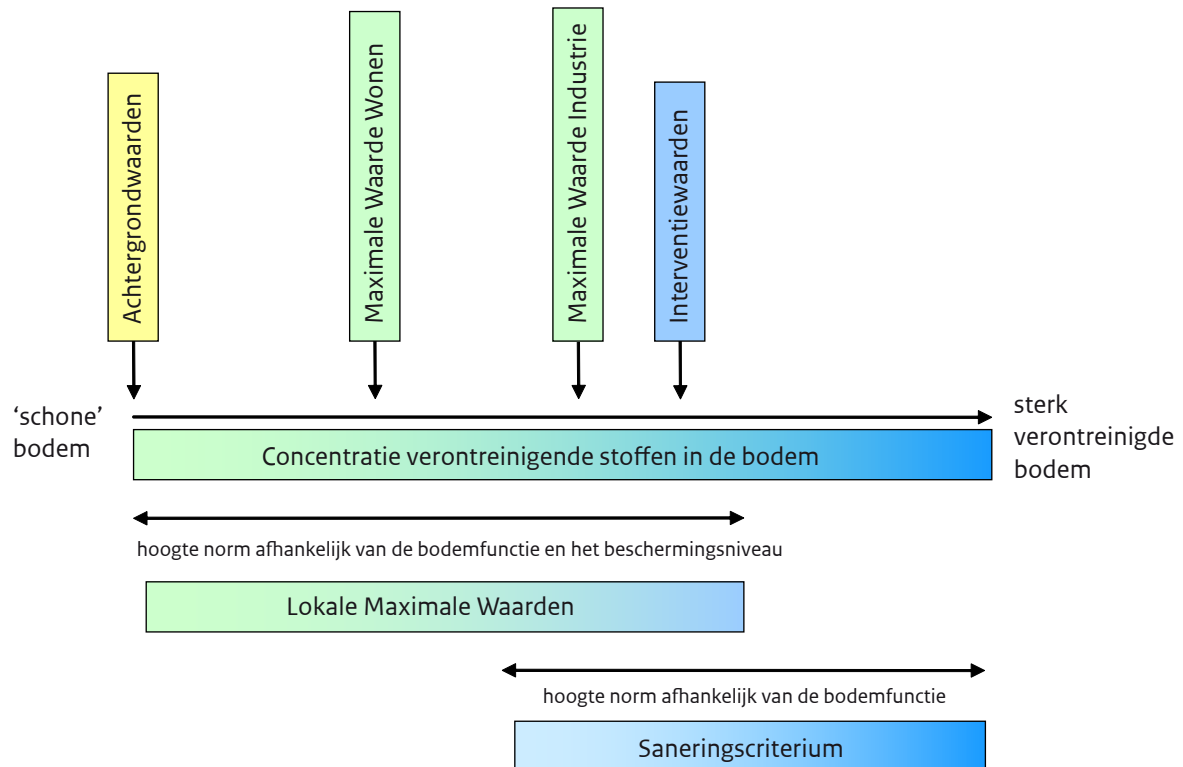 Achtergrondwaarden
Maximale Waarde Wonen
Maximale Waarde Industrie
Interventiewaarden
‘schone’
bodem
sterk
verontreinigde
bodem
Concentratie verontreinigende stoffen in de bodem
hoogte norm afhankelijk van de bodemfunctie en het beschermingsniveau
Lokale Maximale Waarden
hoogte norm afhankelijk van de bodemfunctie
Saneringscriterium